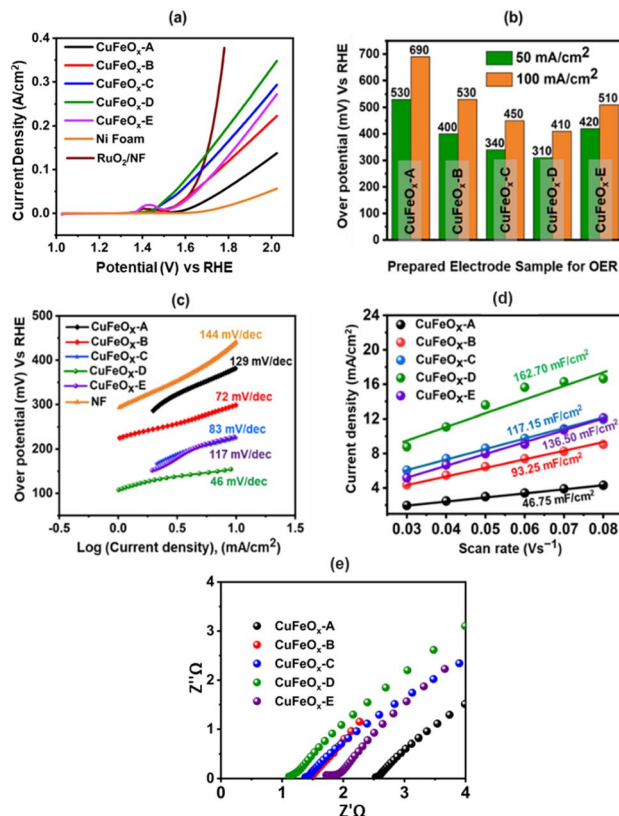 (a)
CuFeOx-A
CuFeOx-B
CuFeOx-C
CuFeOx-D
CuFeOx-E
Ni Foam
RuO₂/NF
0.4
0.3
0.2
0.1
0.0
1.0 1.2 1.4 1.6 1.8 2.0
Current Density (A/cm²)
Potential (V) vs RHE
(b)
50 mA/cm²
100 mA/cm²
700
600
500
400
300
200
100
0
530 690
400 530
340 450
310 410
420 510
CuFeOₓ-A
CuFeOₓ-B
CuFeOₓ-C
CuFeOₓ-D
CuFeOₓ-E
Over potential (mV) Vs RHE
Prepared Electrode Sample for OER
(c)
CuFeOx-A
CuFeOx-B
CuFeOx-C
CuFeOx-D
CuFeOx-E
NF
144 mV/dec
129 mV/dec
72 mV/dec
83 mV/dec
117 mV/dec
46 mV/dec
500
400
300
200
100
-0.5 0.0 0.5 1.0 1.5
Over potential (mV) Vs RHE
Log (Current density), (mA/cm²)
(d)
CuFeOx-A
CuFeOx-B
CuFeOx-C
CuFeOx-D
CuFeOx-E
162.70 mF/cm²
117.15 mF/cm²
136.50 mF/cm²
93.25 mF/cm²
46.75 mF/cm²
24
20
16
12
8
4
0.03 0.04 0.05 0.06 0.07 0.08
Current density (mA/cm²)
Scan rate (Vs⁻¹)
(e)
CuFeOₓ-A
CuFeOₓ-B
CuFeOₓ-C
CuFeOₓ-D
CuFeOₓ-E
4
3
2
1
0
0 1 2 3 4
Z''Ω
Z'Ω